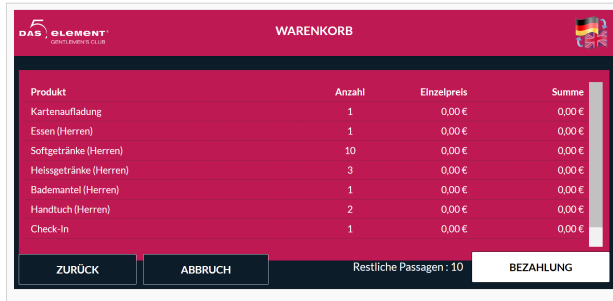 DAS 5. eLement
GENTLEMEN'S CLUB
WARENKORB
Produkt Anzahl Einzelpreis Summe
Kartenaufladung 1 0,00 € 0,00 €
Essen (Herren) 1 0,00 € 0,00 €
Softgetränke (Herren) 10 0,00 € 0,00 €
Heissgetränke (Herren) 3 0,00 € 0,00 €
Bademantel (Herren) 1 0,00 € 0,00 €
Handtuch (Herren) 2 0,00 € 0,00 €
Check-In 1 0,00 € 0,00 €
ZURÜCK ABBRUCH Restliche Passagen : 10 BEZAHLUNG